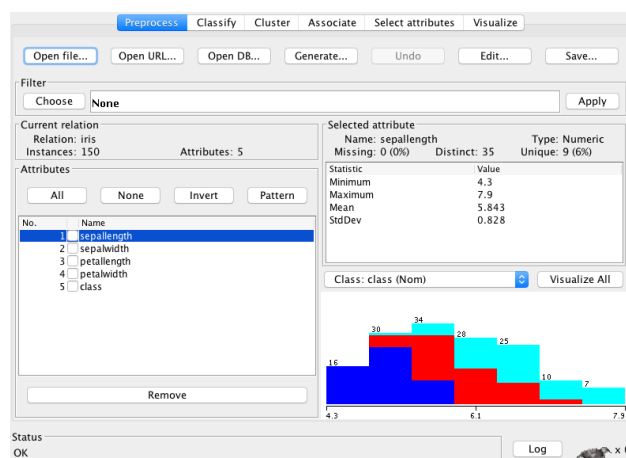 Preprocess Classify Cluster Associate Select attributes Visualize
Open file... Open URL... Open DB... Generate... Undo Edit... Save...
Filter
Choose None Apply
Current relation
Relation: iris
Instances: 150 Attributes: 5
Attributes
All None Invert Pattern
No. Name
1 sepallength
2 sepalwidth
3 petallength
4 petalwidth
5 class
Remove
Selected attribute
Name: sepallength Type: Numeric
Missing: 0 (0%) Distinct: 35 Unique: 9 (6%)
Statistic Value
Minimum 4.3
Maximum 7.9
Mean 5.843
StdDev 0.828
Class: class (Nom) Visualize All
16 30 34 28 25 10 7
4.3 6.1 7.9
Status
OK Log x